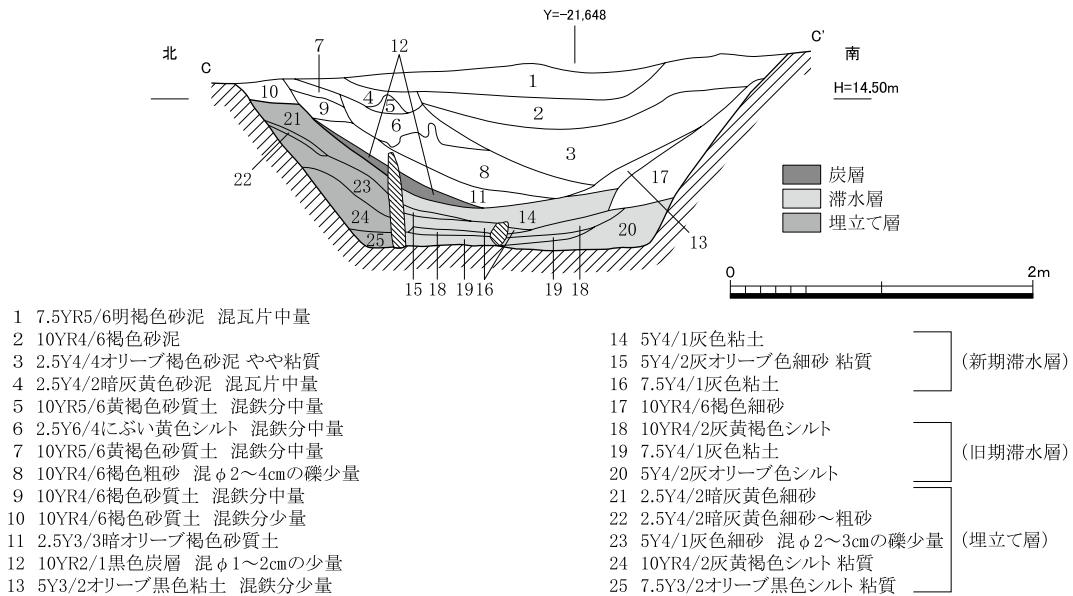 Y=-21,648
北
C
C'
南
H=14.50m
7
12
1
2
3
4
5
6
8
9
10
11
13
14
17
20
21
22
23
24
25
15
18
19
16
19
18
炭層
滞水層
埋立て層
0
2m
1 7.5YR5/6明褐色砂泥 混瓦片中量
2 10YR4/6褐色砂泥
3 2.5Y4/4オリーブ褐色砂泥 やや粘質
4 2.5Y4/2暗灰黄色砂泥 混瓦片中量
5 10YR5/6黄褐色砂質土 混鉄分中量
6 2.5Y6/4にぶい黄色シルト 混鉄分中量
7 10YR5/6黄褐色砂質土 混鉄分中量
8 10YR4/6褐色粗砂 混φ2～4㎝の礫少量
9 10YR4/6褐色砂質土 混鉄分中量
10 10YR4/6褐色砂質土 混鉄分少量
11 2.5Y3/3暗オリーブ褐色砂質土
12 10YR2/1黒色炭層 混φ1～2㎝の少量
13 5Y3/2オリーブ黒色粘土 混鉄分少量
14 5Y4/1灰色粘土
15 5Y4/2灰オリーブ色細砂 粘質
16 7.5Y4/1灰色粘土
(新期滞水層)
17 10YR4/6褐色細砂
18 10YR4/2灰黄褐色シルト
19 7.5Y4/1灰色粘土
20 5Y4/2灰オリーブ色シルト
(旧期滞水層)
21 2.5Y4/2暗灰黄色細砂
22 2.5Y4/2暗灰黄色細砂～粗砂
23 5Y4/1灰色細砂 混φ2～3㎝の礫少量
24 10YR4/2灰黄褐色シルト 粘質
25 7.5Y3/2オリーブ黒色シルト 粘質
(埋立て層)